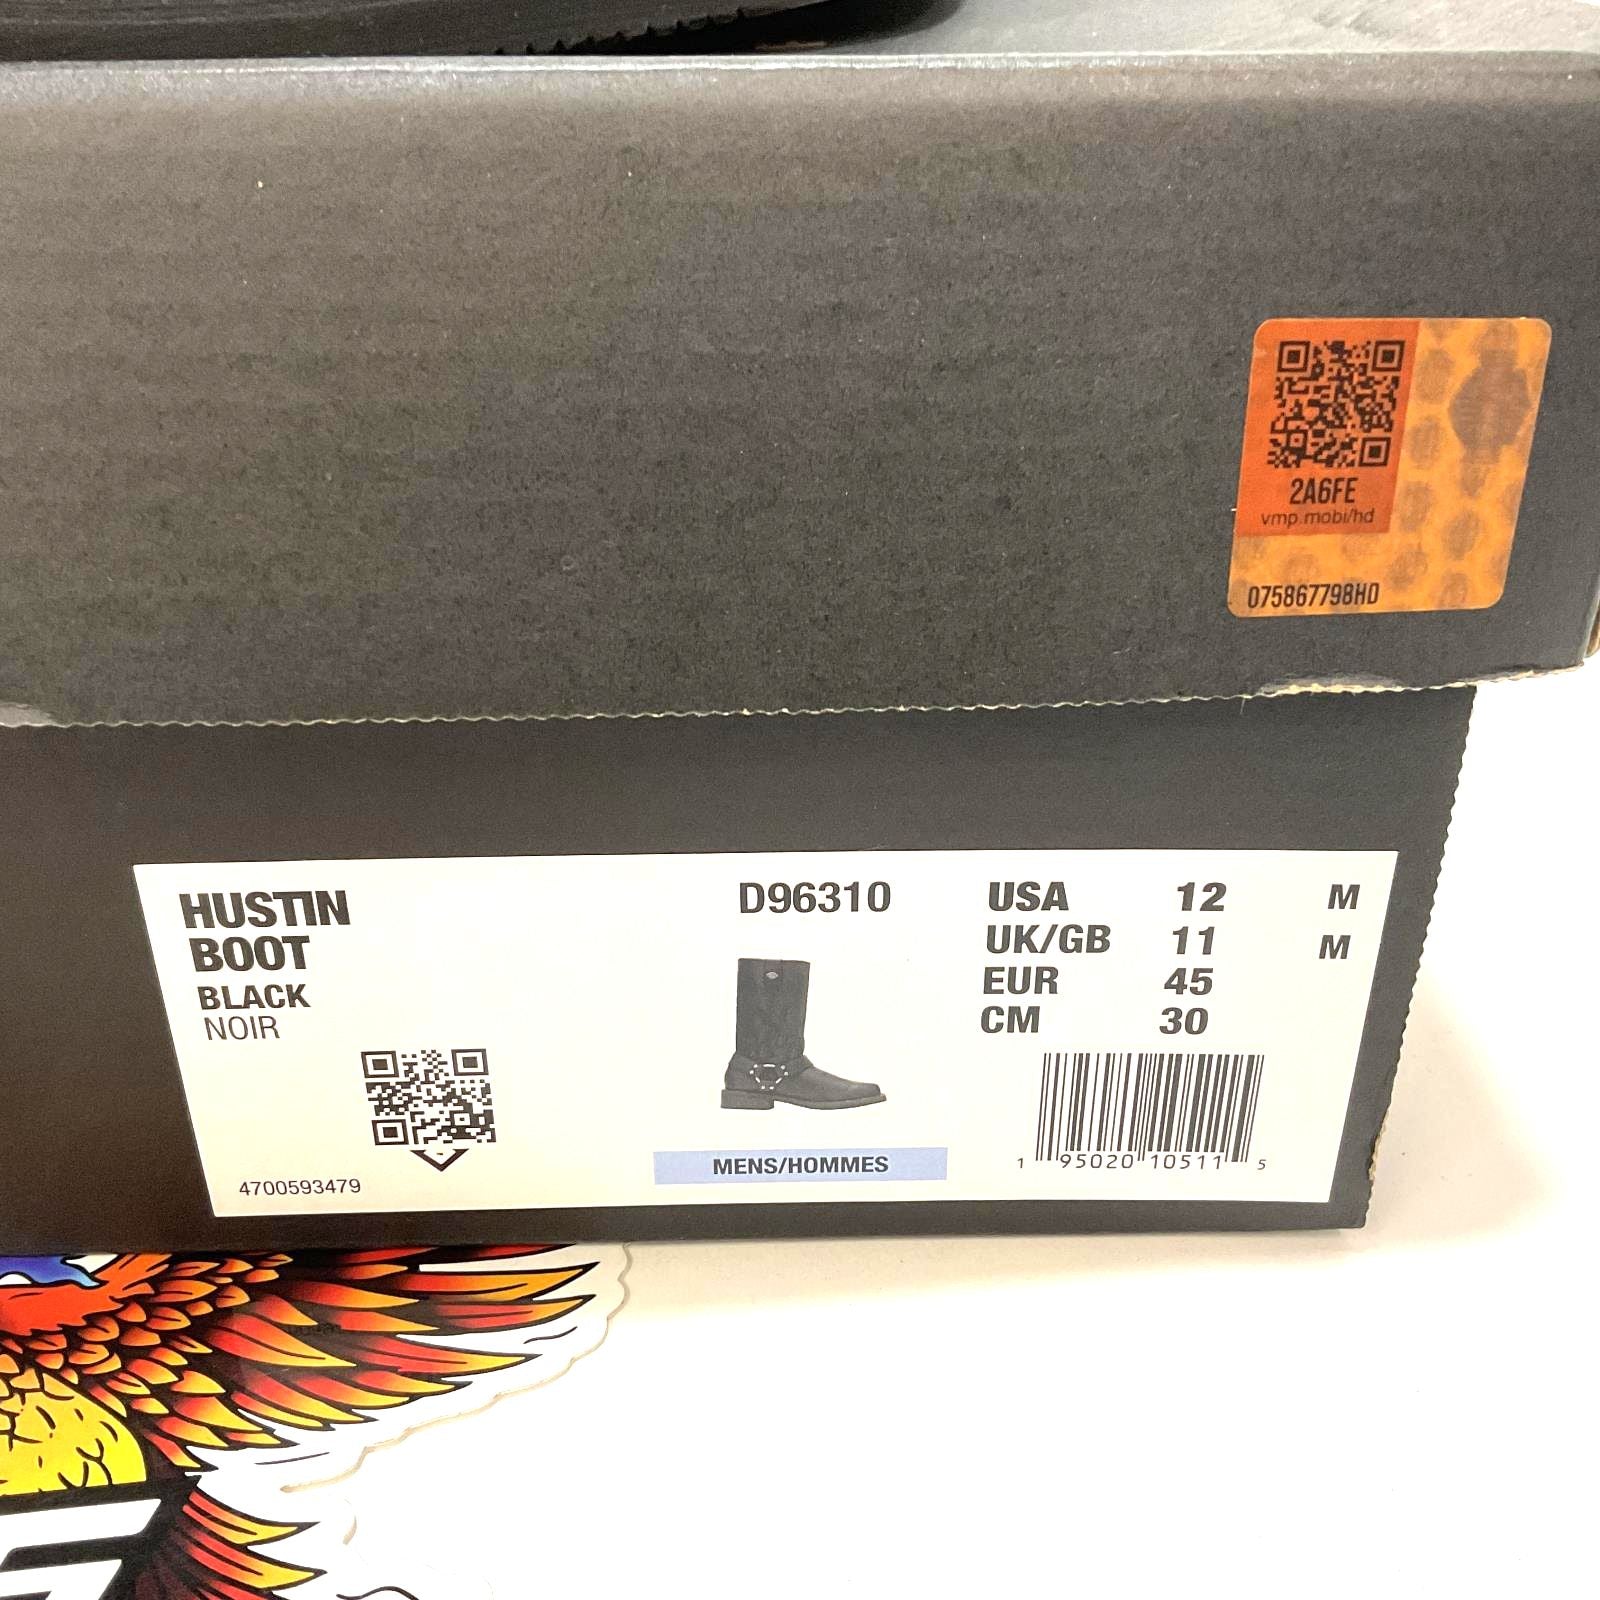 2A6FE
vmp.mobi/hd
075867798HD
HUSTIN
BOOT
BLACK
NOIR
4700593479
D96310
MENS/HOMMES
USA 12 M
UK/GB 11 M
EUR 45
CM 30
1 95020 10511 5